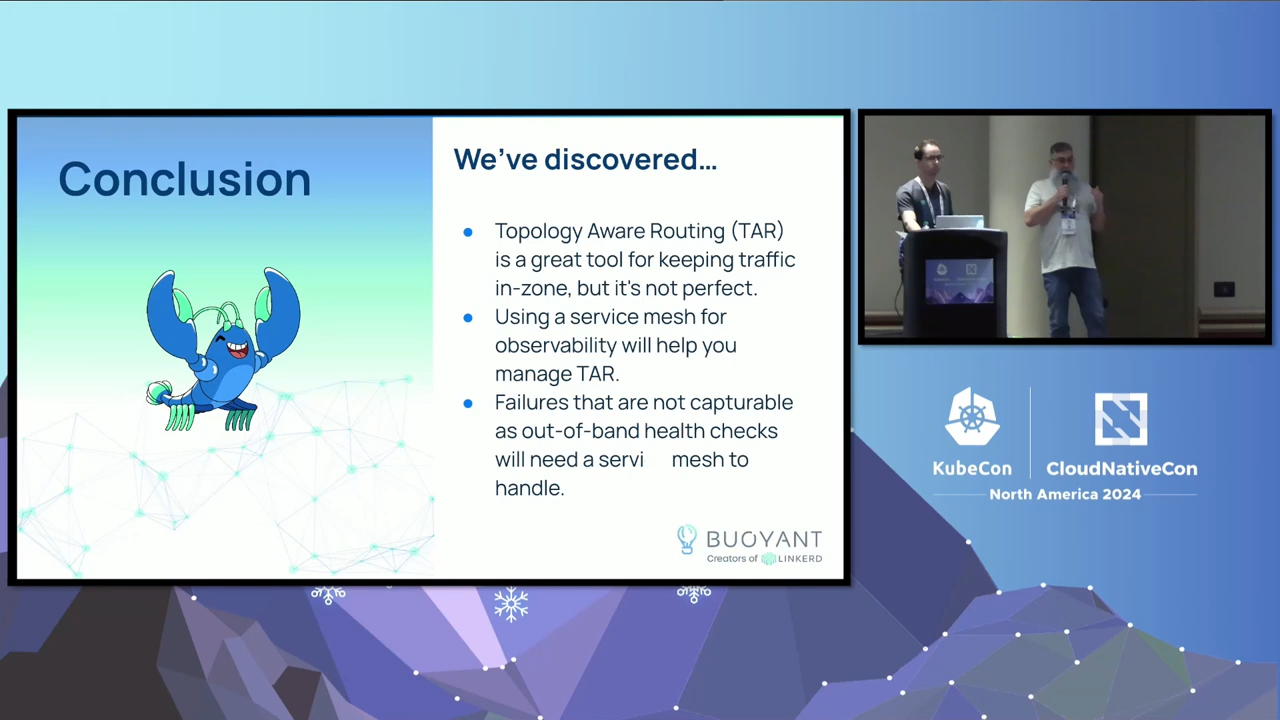 Conclusion
We've discovered...
● Topology Aware Routing (TAR)
is a great tool for keeping traffic
in-zone, but it's not perfect.
● Using a service mesh for
observability will help you
manage TAR.
● Failures that are not capturable
as out-of-band health checks
will need a servi mesh to
handle.
BUOYANT
Creators of LINKERD
KubeCon
CloudNativeCon
North America 2024